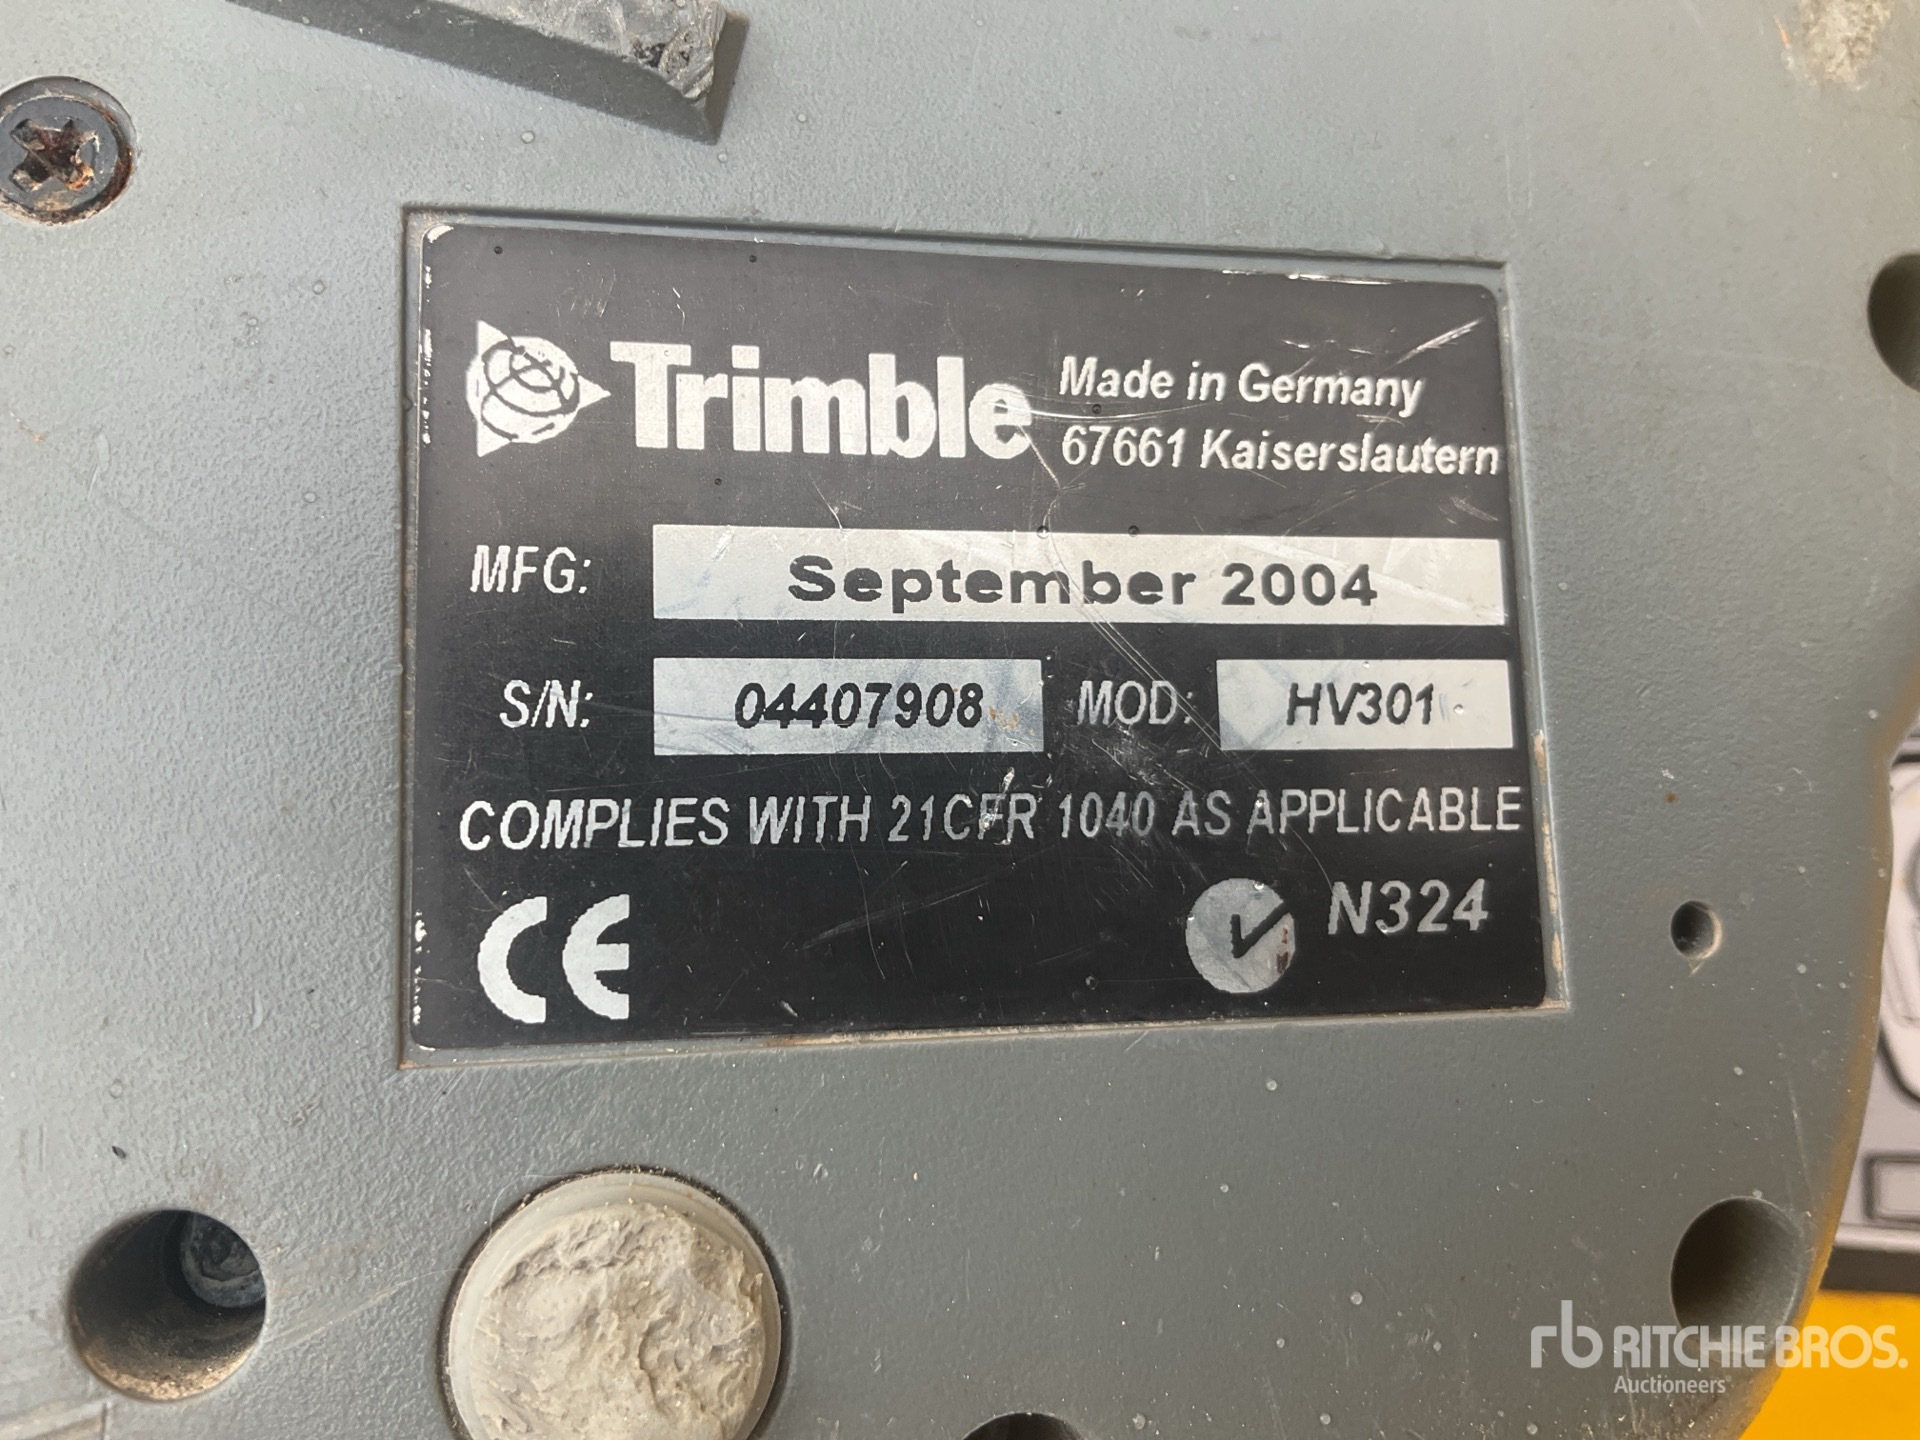 Trimble
Made in Germany
67661 Kaiserslautern
MFG: September 2004
S/N: 04407908 MOD: HV301
COMPLIES WITH 21CFR 1040 AS APPLICABLE
CE N324
rb RITCHIE BROS.
Auctioneers